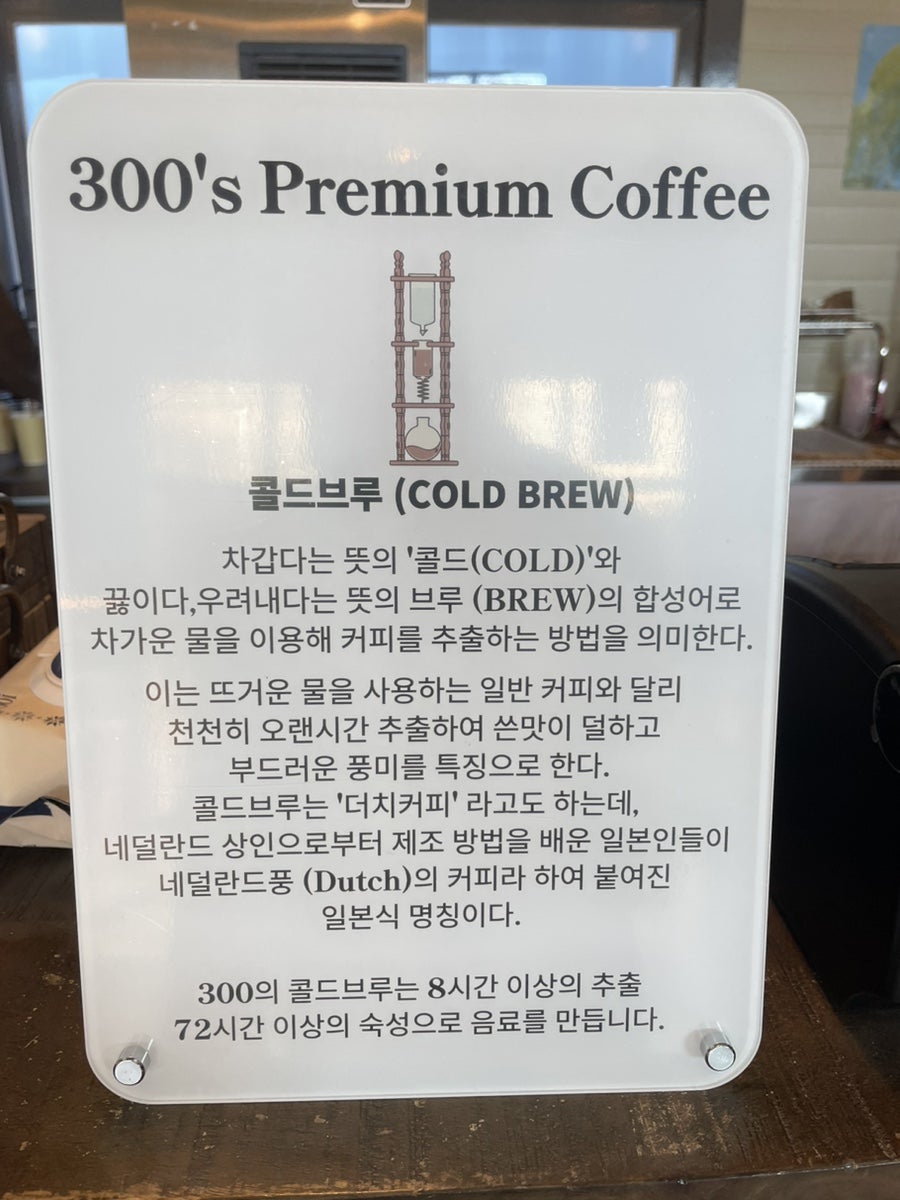 300's Premium Coffee
콜드브루 (COLD BREW)
차갑다는 뜻의 '콜드(COLD)'와
끓이다,우려내다는 뜻의 브루 (BREW)의 합성어로
차가운 물을 이용해 커피를 추출하는 방법을 의미한다.
이는 뜨거운 물을 사용하는 일반 커피와 달리
천천히 오랜시간 추출하여 쓴맛이 덜하고
부드러운 풍미를 특징으로 한다.
콜드브루는 '더치커피' 라고도 하는데,
네덜란드 상인으로부터 제조 방법을 배운 일본인들이
네덜란드풍 (Dutch)의 커피라 하여 붙여진
일본식 명칭이다.
300의 콜드브루는 8시간 이상의 추출
72시간 이상의 숙성으로 음료를 만듭니다.